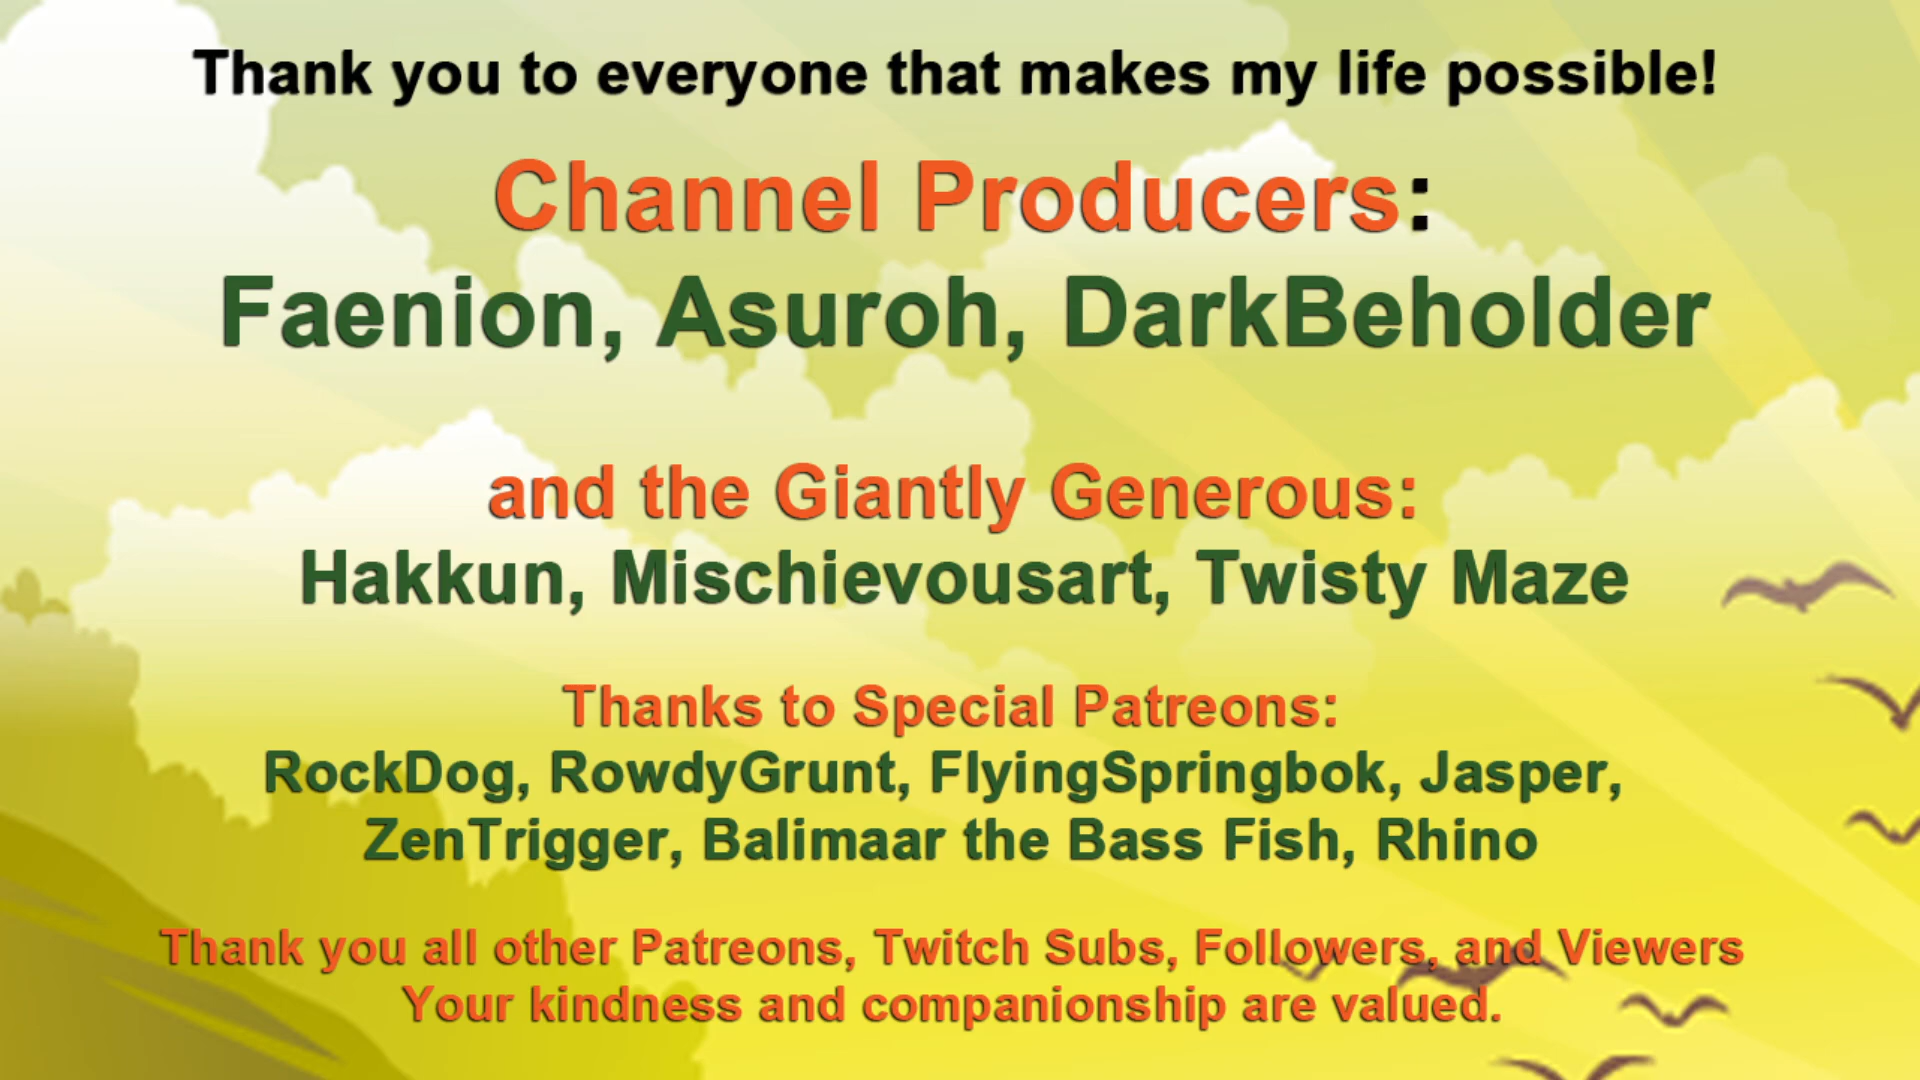 Thank you to everyone that makes my life possible!
Channel Producers:
Faenion, Asuroh, DarkBeholder
and the Giantly Generous:
Hakkun, Mischievousart, Twisty Maze
Thanks to Special Patreons:
RockDog, RowdyGrunt, FlyingSpringbok, Jasper,
ZenTrigger, Balimaar the Bass Fish, Rhino
Thank you all other Patreons, Twitch Subs, Followers, and Viewers
Your kindness and companionship are valued.